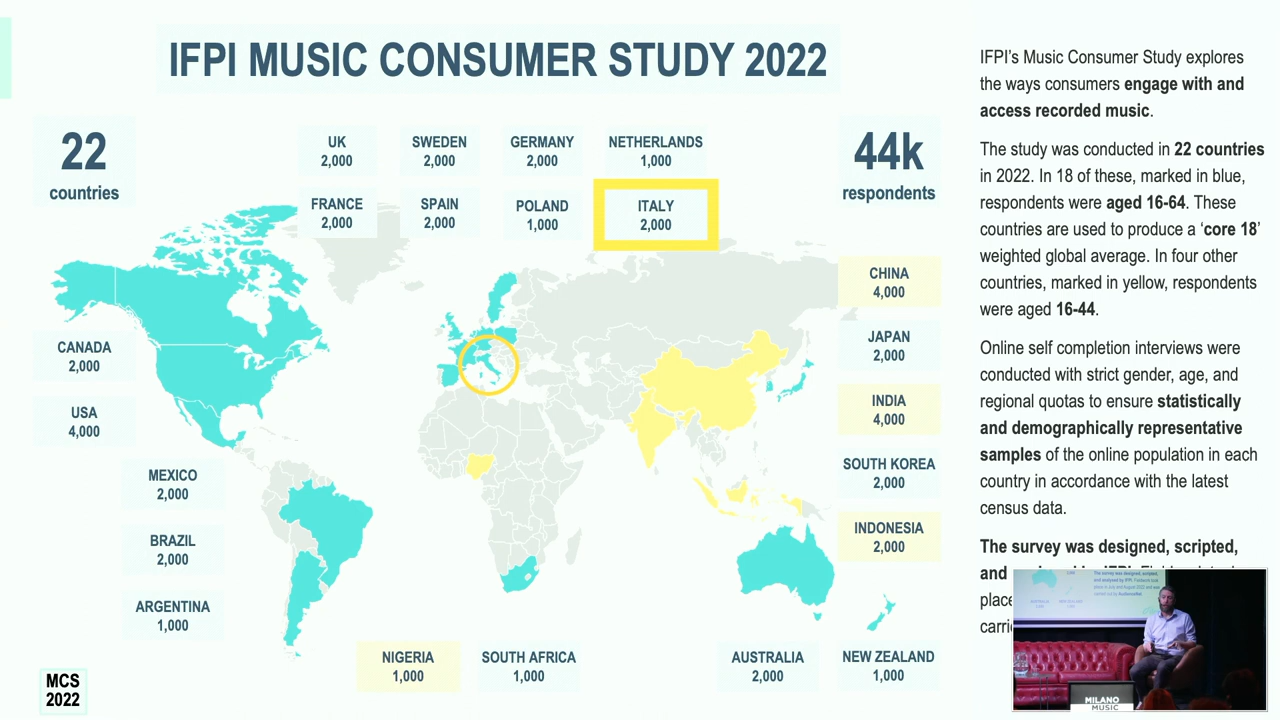 IFPI MUSIC CONSUMER STUDY 2022
22
countries
UK
2,000
SWEDEN
2,000
GERMANY
2,000
NETHERLANDS
1,000
FRANCE
2,000
SPAIN
2,000
POLAND
1,000
ITALY
2,000
44k
respondents
CANADA
2,000
USA
4,000
MEXICO
2,000
BRAZIL
2,000
ARGENTINA
1,000
CHINA
4,000
JAPAN
2,000
INDIA
4,000
SOUTH KOREA
2,000
INDONESIA
2,000
NIGERIA
1,000
SOUTH AFRICA
1,000
AUSTRALIA
2,000
NEW ZEALAND
1,000
MCS
2022
IFPI's Music Consumer Study explores
the ways consumers engage with and
access recorded music.
The study was conducted in 22 countries
in 2022. In 18 of these, marked in blue,
respondents were aged 16-64. These
countries are used to produce a ‘core 18’
weighted global average. In four other
countries, marked in yellow, respondents
were aged 16-44.
Online self completion interviews were
conducted with strict gender, age, and
regional quotas to ensure statistically
and demographically representative
samples of the online population in each
country in accordance with the latest
census data.
The survey was designed, scripted,
and
place
carri
The survey was designed, scripted,
MILANO
MUSIC